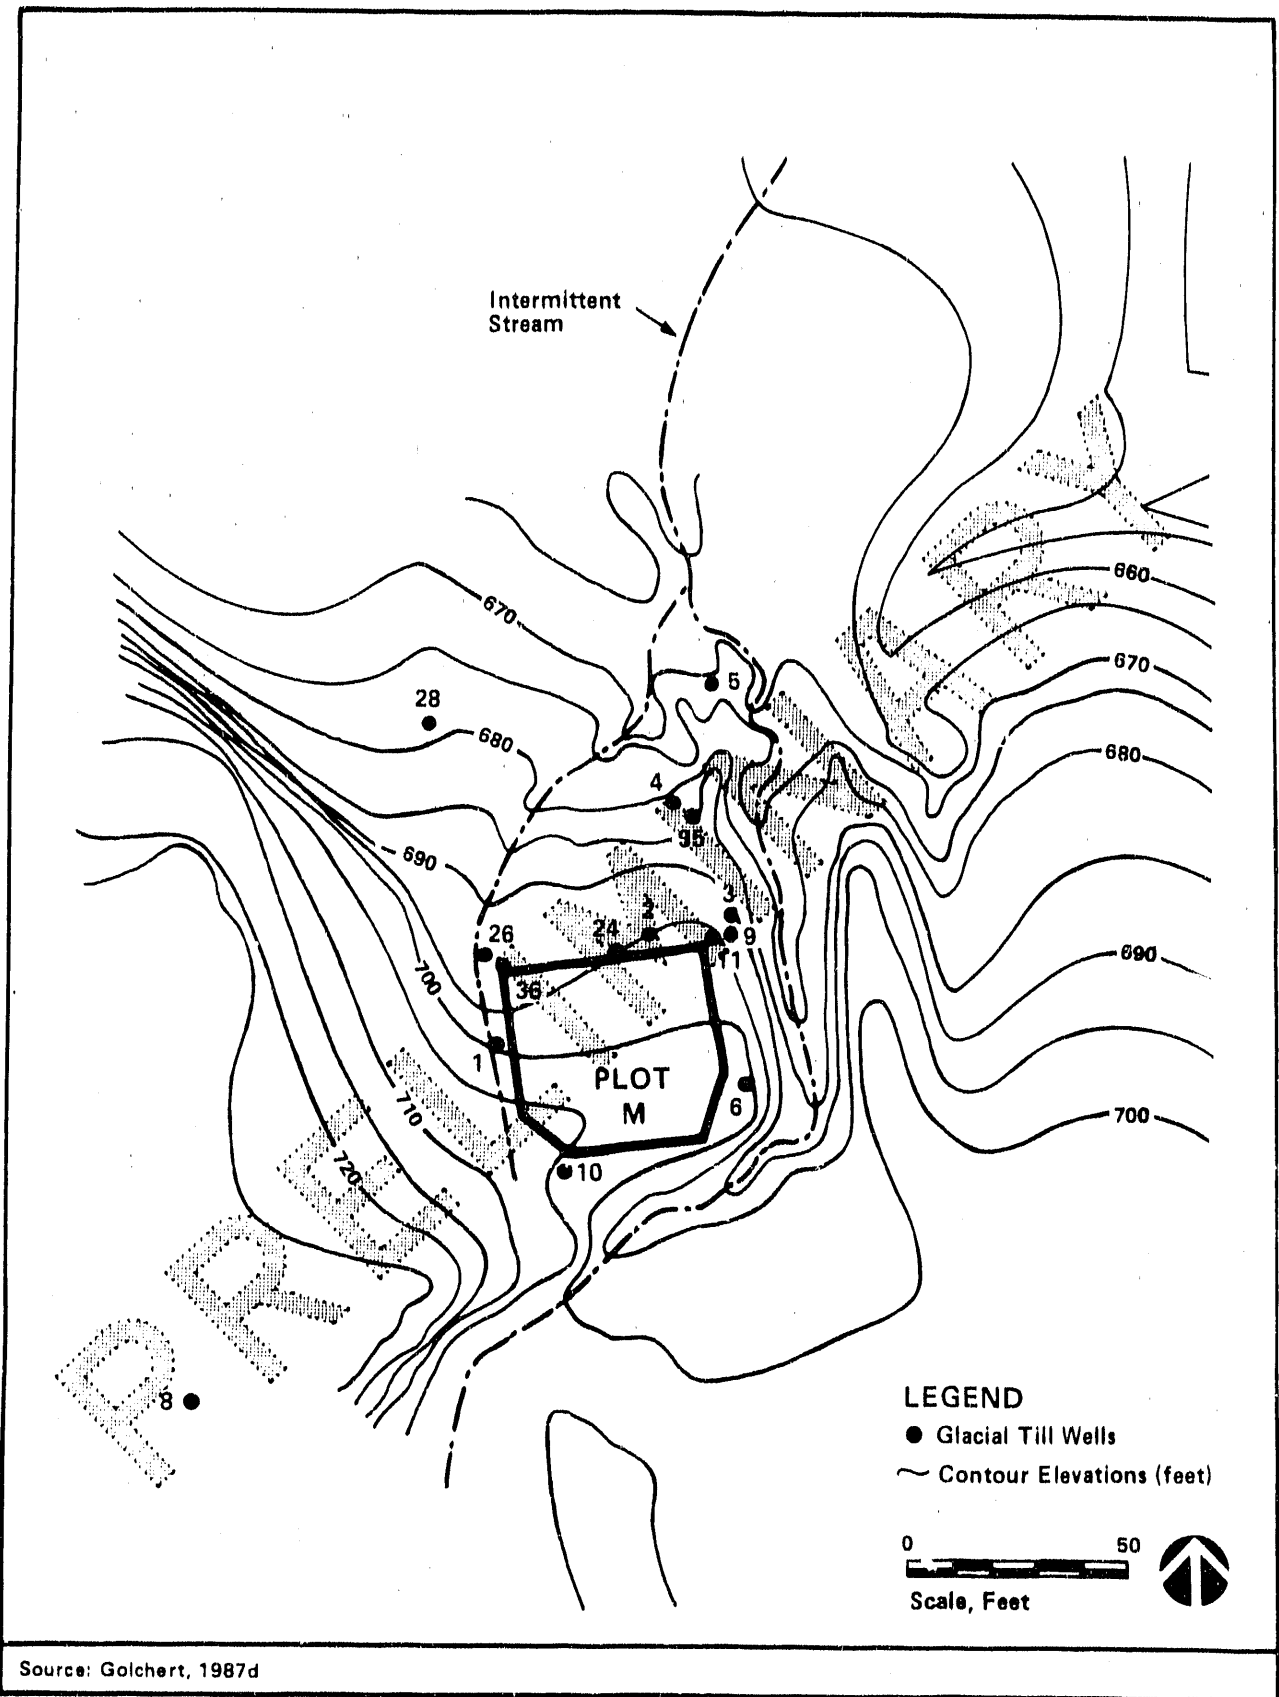 Intermittent
Stream
660
670
670
5
28
680
680
4
95
690
3
2
26
24
9
11
690
700
36
1
PLOT
M
6
710
700
720
10
PRELIMINARY
8
LEGEND
Glacial Till Wells
Contour Elevations (feet)
0 50
Scale, Feet
Source: Golchert, 1987d